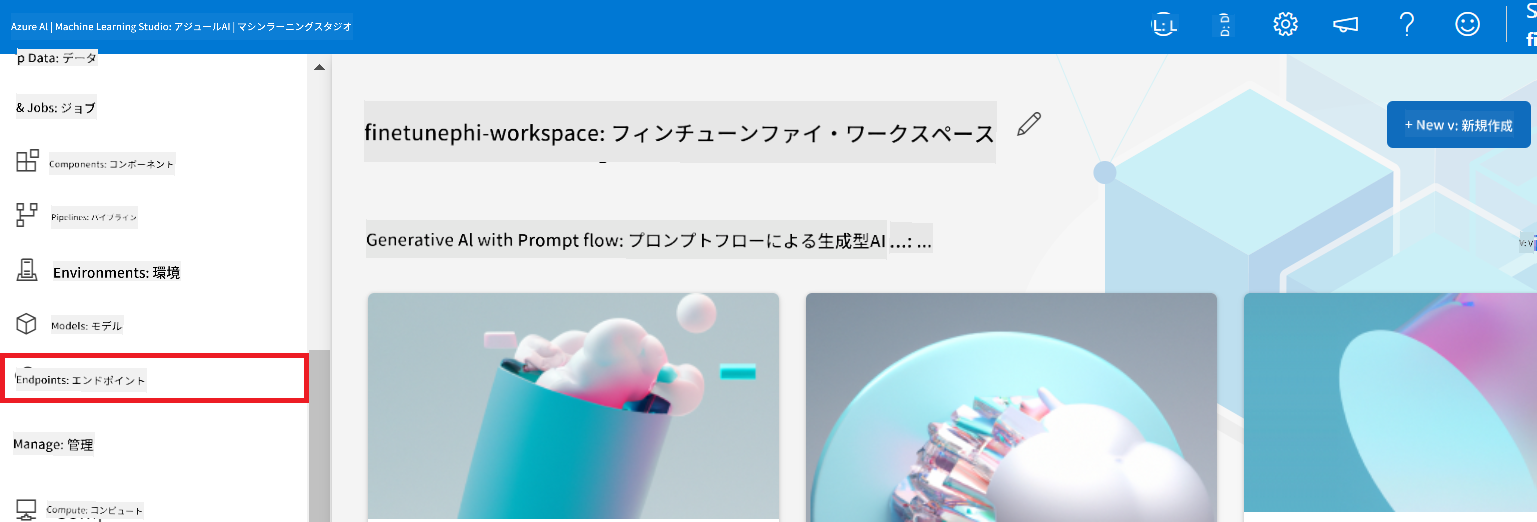 Azure AI | Machine Learning Studio: アジュールAI | マシンラーニングスタジオ
p Data: データ
& Jobs: ジョブ
Components: コンポーネント
Pipelines: パイプライン
Environments: 環境
Models: モデル
Endpoints: エンドポイント
Manage: 管理
Compute: コンピュート
finetunephi-workspace: フィンチューンファイ・ワークスペース
+ New v: 新規作成
Generative AI with Prompt flow: プロンプトフローによる生成型AI ...: ...
V: V